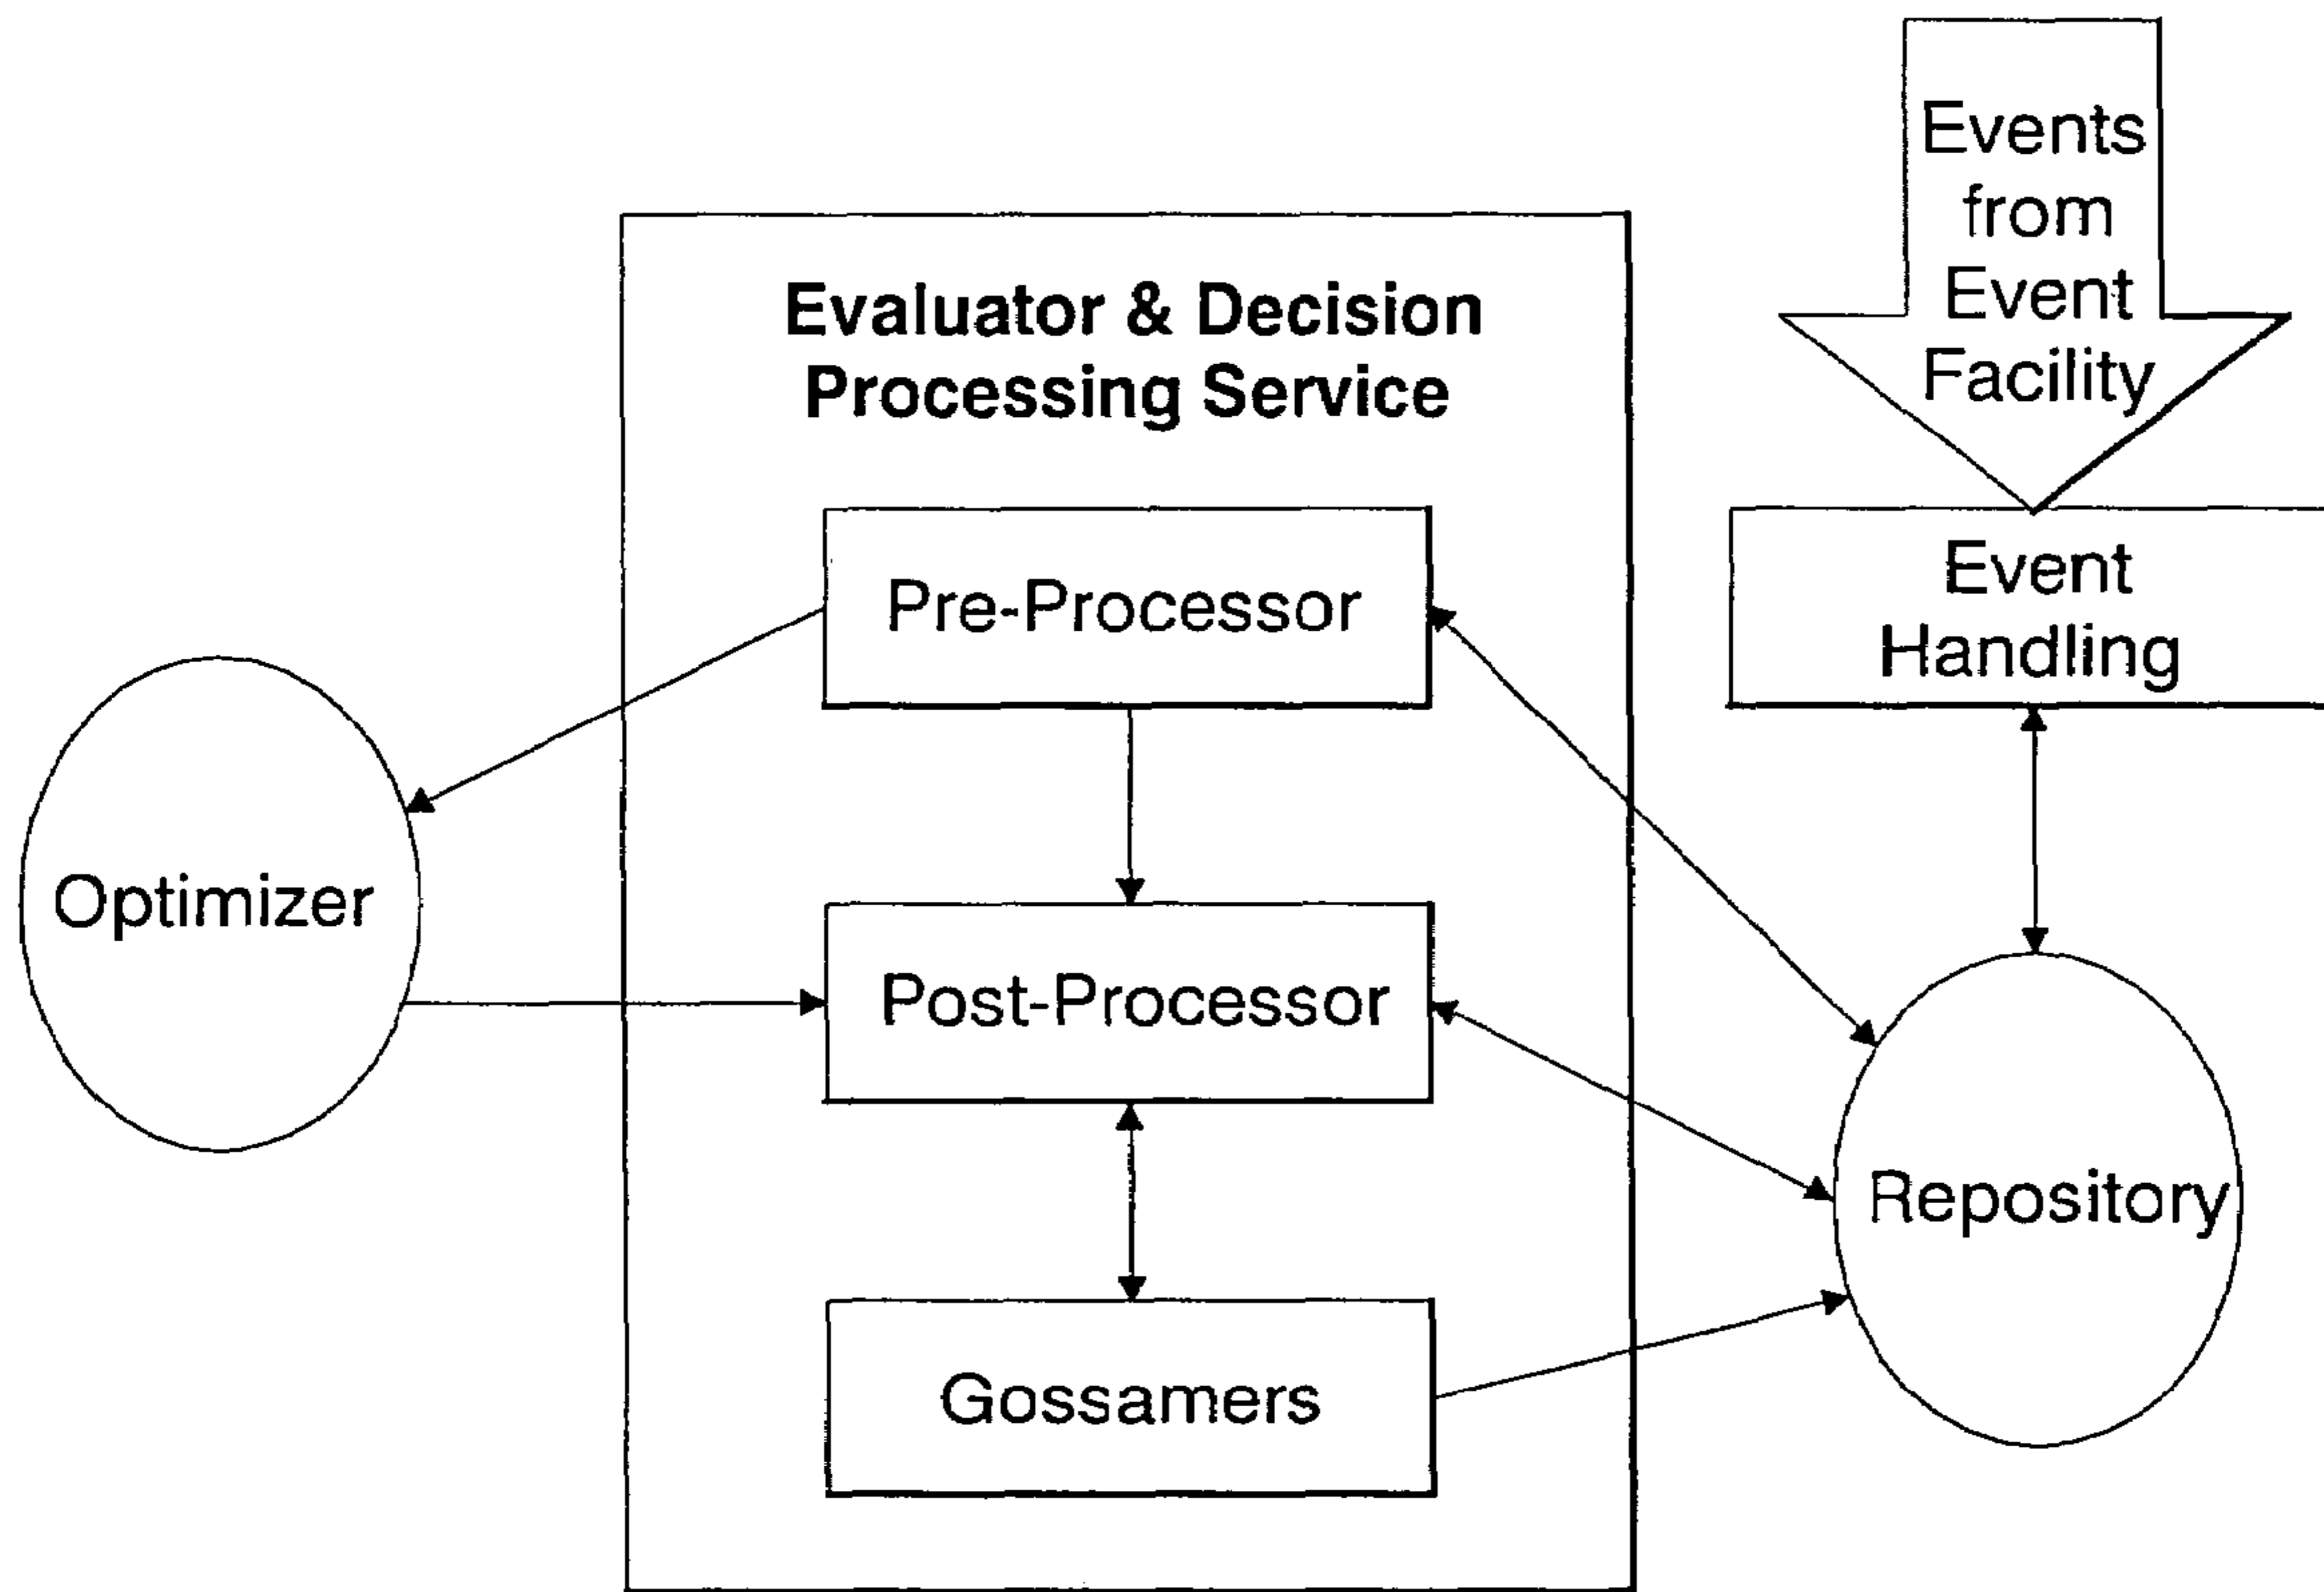 Events
from
Event
Facility
Evaluator & Decision
Processing Service
Pre-Processor
Event
Handling
Optimizer
Post-Processor
Repository
Gossamers